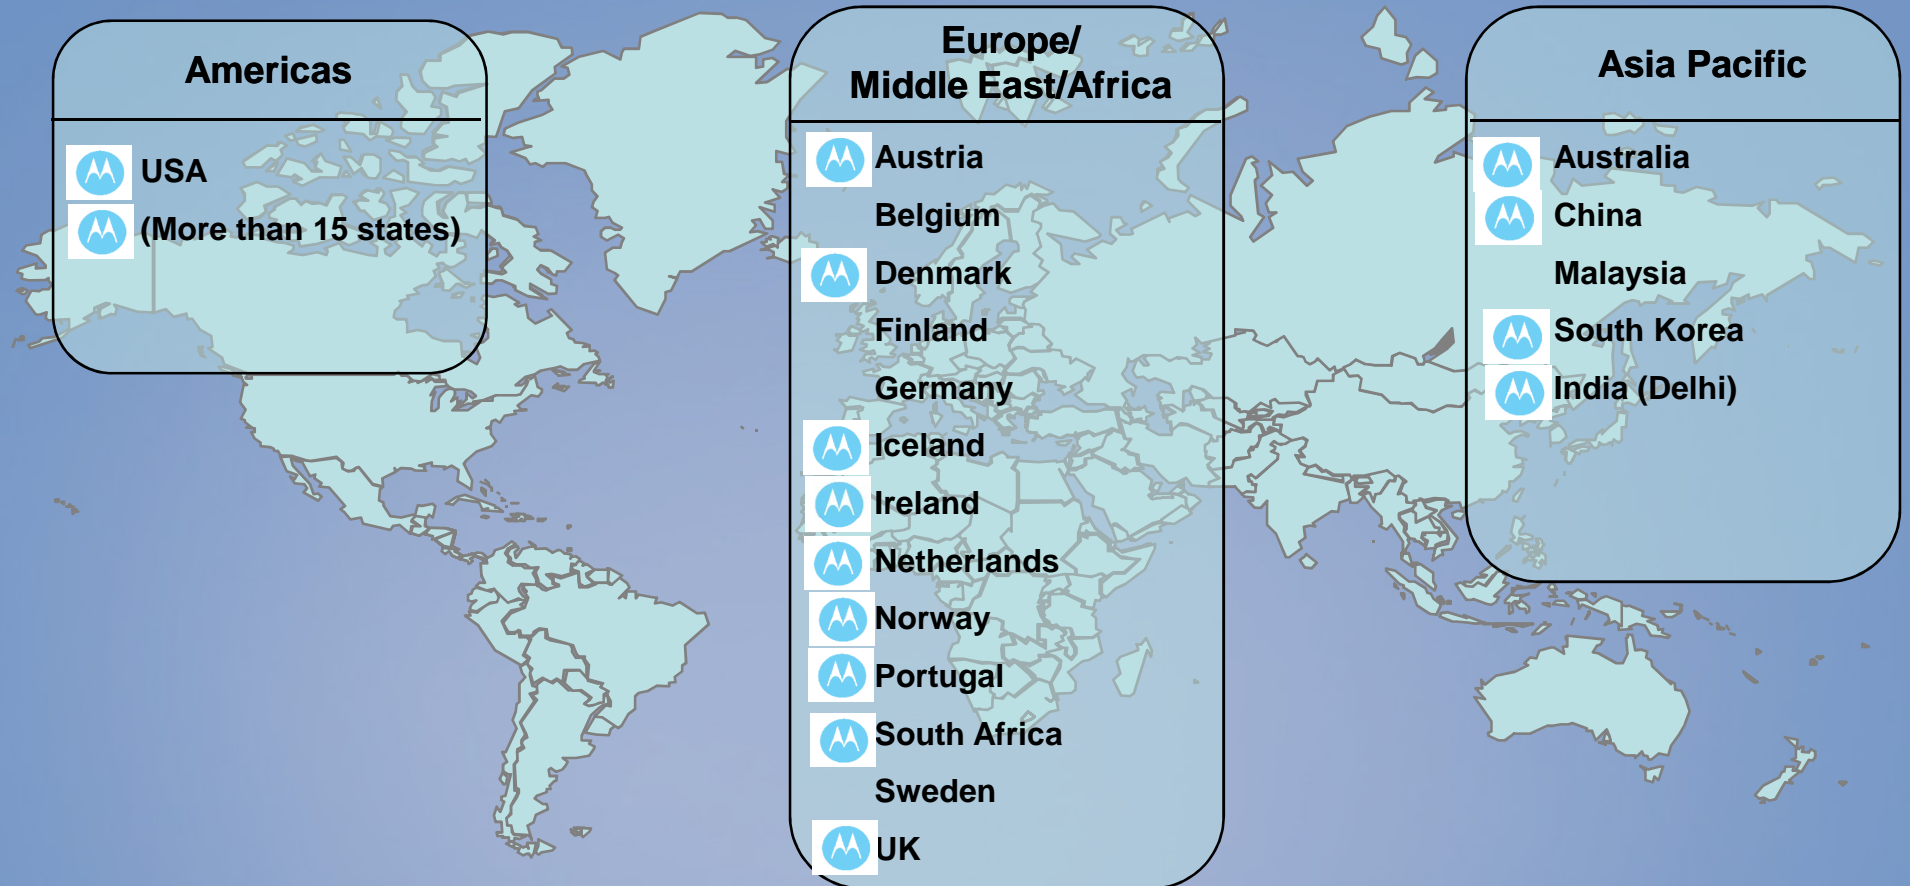 Americas
USA
(More than 15 states)
Europe/
Middle East/Africa
Austria
Belgium
Denmark
Finland
Germany
Iceland
Ireland
Netherlands
Norway
Portugal
South Africa
Sweden
UK
Asia Pacific
Australia
China
Malaysia
South Korea
India (Delhi)